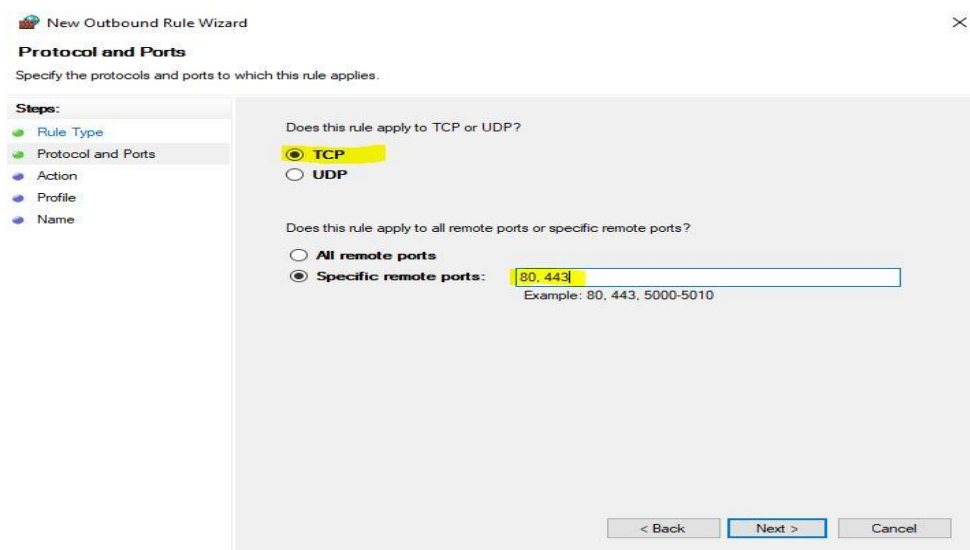 New Outbound Rule Wizard
Protocol and Ports
Specify the protocols and ports to which this rule applies.
Steps:
Rule Type
Protocol and Ports
Action
Profile
Name
Does this rule apply to TCP or UDP?
TCP
UDP
Does this rule apply to all remote ports or specific remote ports?
All remote ports
Specific remote ports: 80, 443
Example: 80, 443, 5000-5010
< Back Next > Cancel